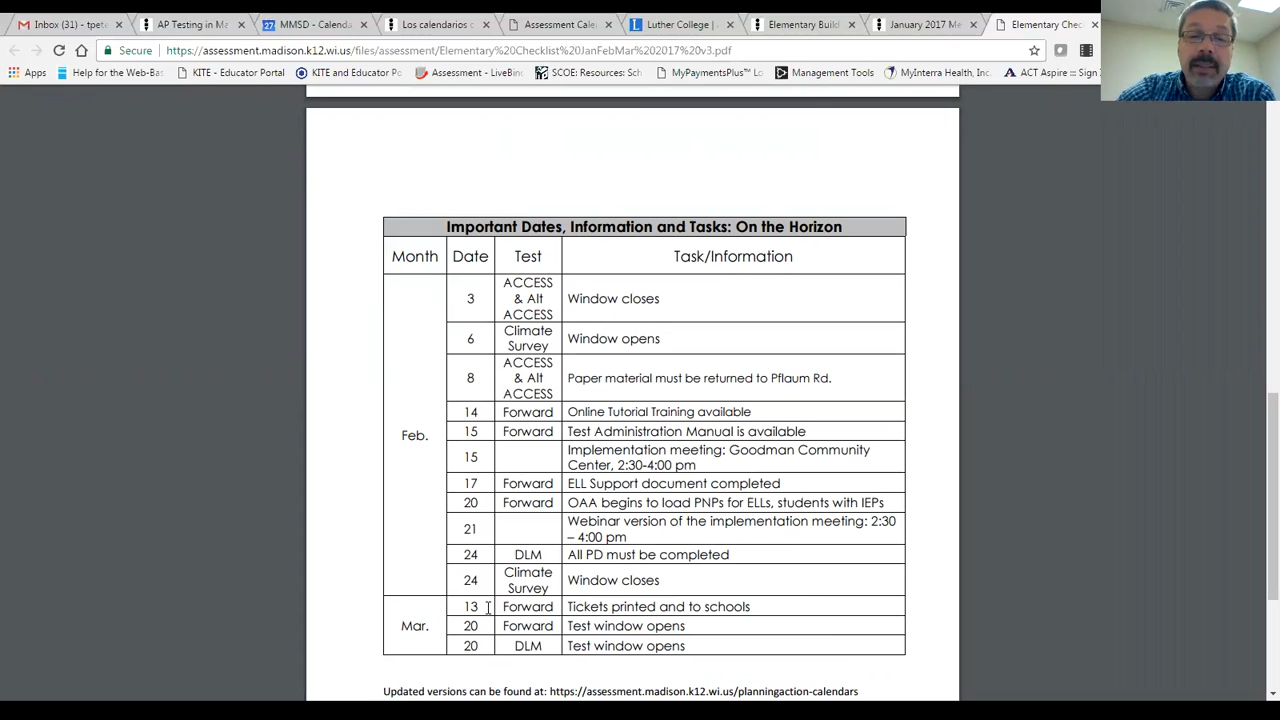 Inbox (31) - tpete
AP Testing in Ma
MMSD - Calenda
Los calendarios c
Assessment Cale
Luther College |
Elementary Build
January 2017 Me
Elementary Chec
Secure
https://assessment.madison.k12.wi.us/files/assessment/Elementary%20Checklist%20JanFebMar%202017%20v3.pdf
Apps
Help for the Web-Bas
KITE - Educator Portal
KITE and Educator Po
Assessment - LiveBin
SCOE: Resources: Sch
MyPaymentsPlus™ Lo
Management Tools
MyInterra Health, Inc.
ACT Aspire :: Sign
Important Dates, Information and Tasks: On the Horizon
Month Date Test Task/Information
Feb.
3 ACCESS & Alt ACCESS Window closes
6 Climate Survey Window opens
8 ACCESS & Alt ACCESS Paper material must be returned to Pflaum Rd.
14 Forward Online Tutorial Training available
15 Forward Test Administration Manual is available
15 Implementation meeting: Goodman Community
Center, 2:30-4:00 pm
17 Forward ELL Support document completed
20 Forward OAA begins to load PNPs for ELLs, students with IEPs
21 Webinar version of the implementation meeting: 2:30
– 4:00 pm
24 DLM All PD must be completed
24 Climate Survey Window closes
Mar.
13 Forward Tickets printed and to schools
20 Forward Test window opens
20 DLM Test window opens
Updated versions can be found at: https://assessment.madison.k12.wi.us/planningaction-calendars